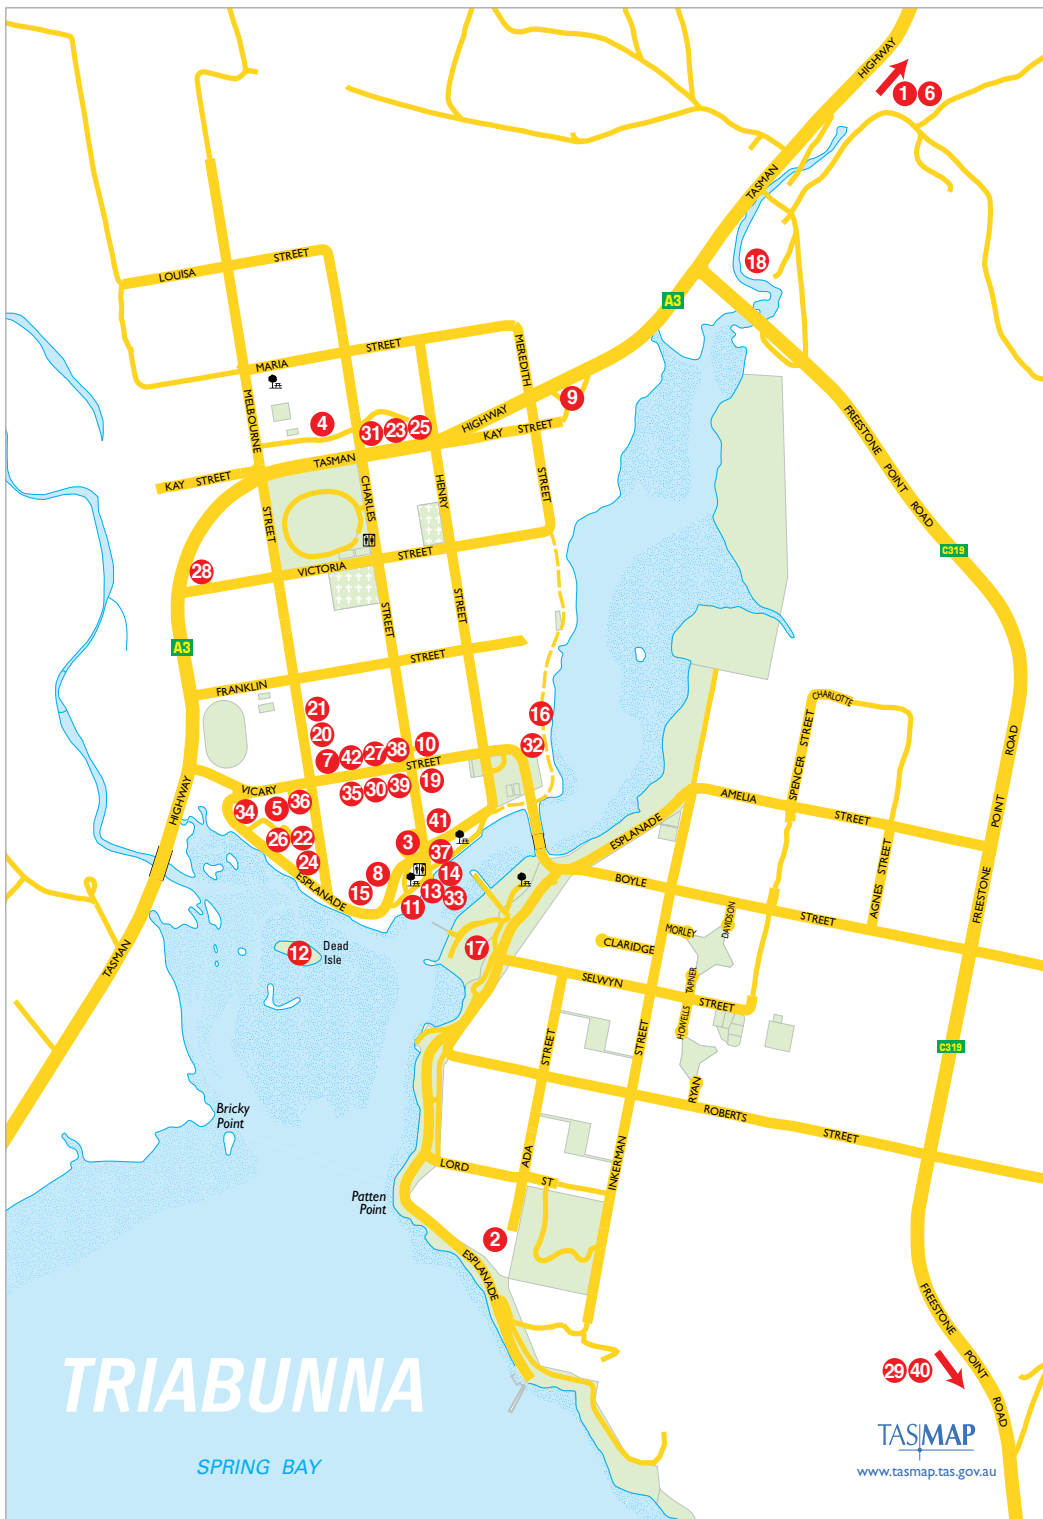 HIGHWAY
1 6
TASMAN
18
LOUISA STREET
A3
MARIA STREET
MEREDITH
STREET
MELBOURNE
STREET
9
4
31 23 25
HIGHWAY
KAY STREET
TASMAN
KAY STREET
CHARLES
STREET
HENRY
STREET
FREESTONE POINT ROAD
C319
VICTORIA STREET
28
A3
FRANKLIN STREET
CHARLOTTE
SPENCER STREET
21
20
16
32
7 42 27 38 10
VICARY STREET
35 30 39 19
34 5 36
26 22
24
41
3
37
8
14
15
13
33
11
ESPLANADE
HIGHWAY
TASMAN
ESPLANADE
AMELIA STREET
AGNES STREET
FREESTONE POINT ROAD
BOYLE STREET
DAVIDSON
MORLEY
CLARIDGE
17
12
Dead
Isle
SELWYN STREET
TAPNER
HOWELLS
RYAN
STREET
ADA
STREET
INKERMAN
C319
ROBERTS STREET
Bricky
Point
LORD ST
Patten
Point
2
ESPLANADE
FREESTONE POINT ROAD
29 40
TRIABUNNA
SPRING BAY
TASMAP
www.tasmap.tas.gov.au